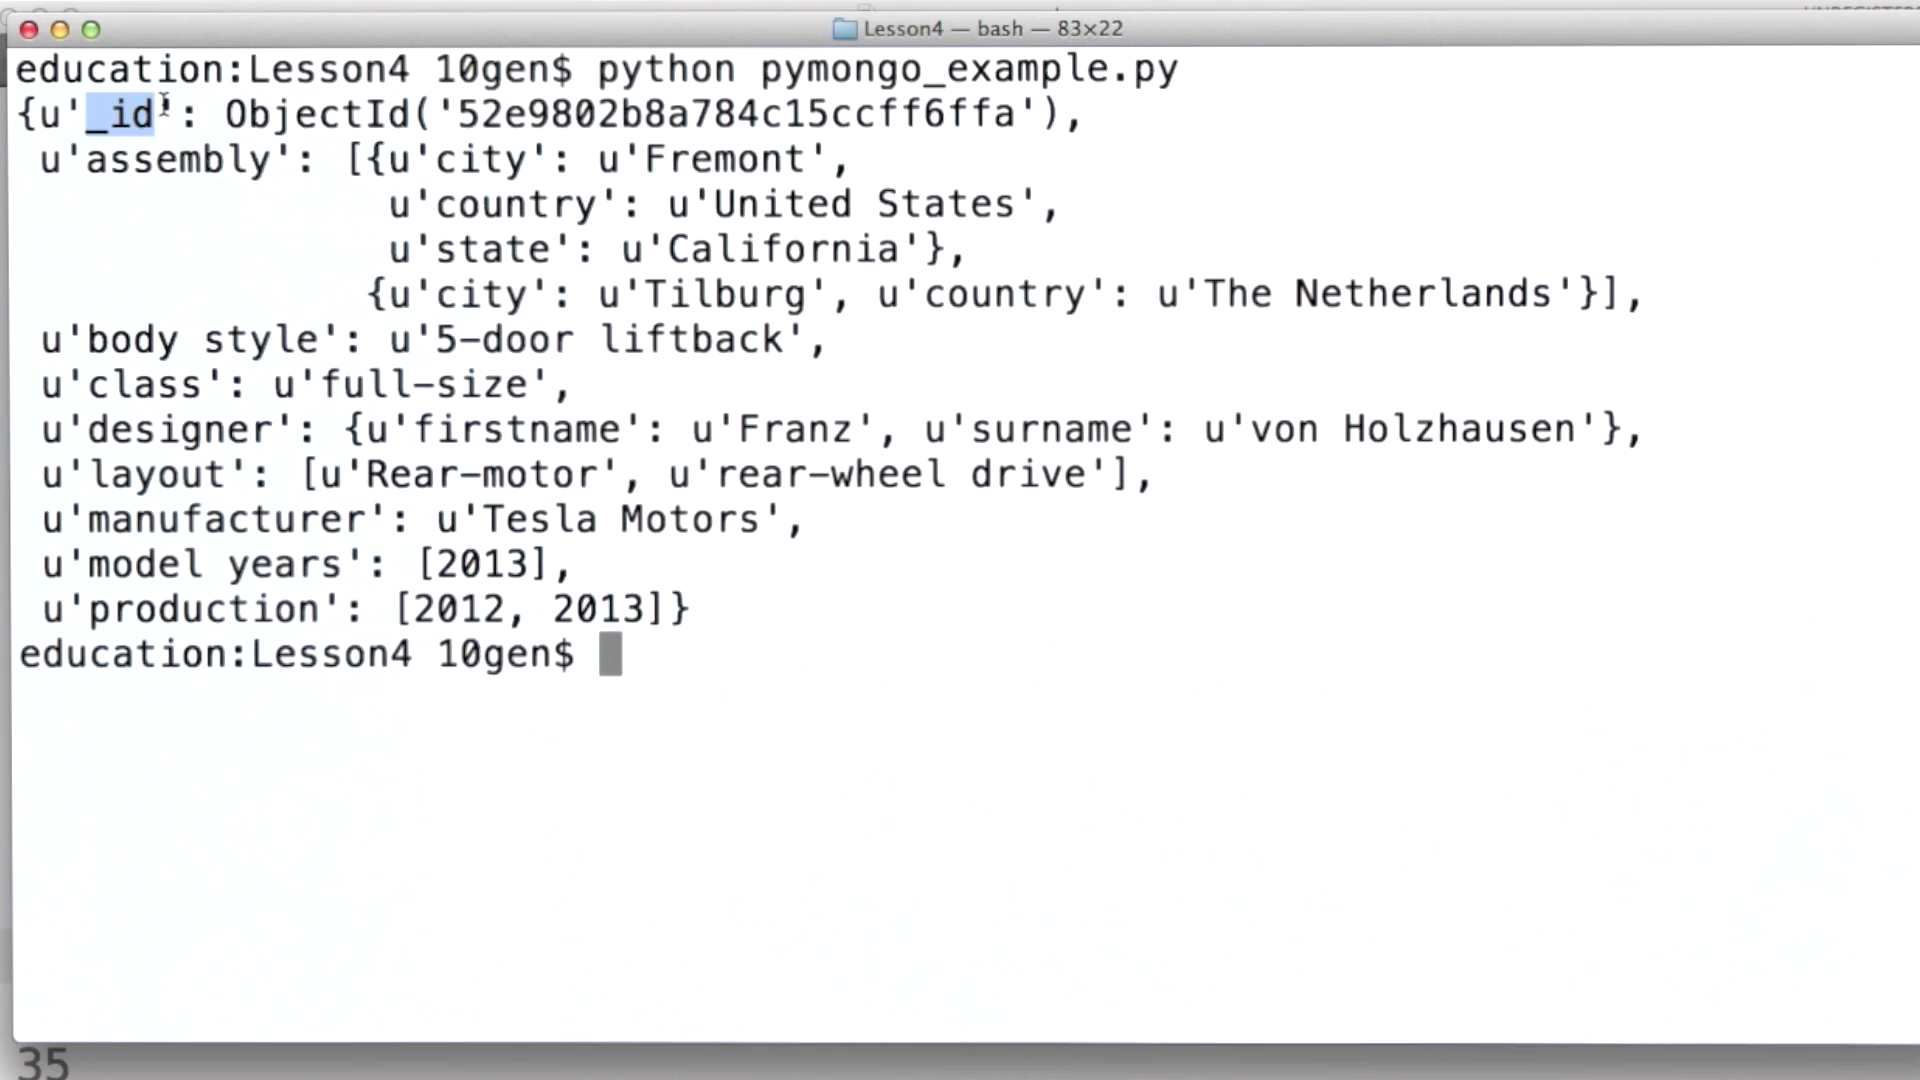 Lesson4 — bash — 83×22
education:Lesson4 10gen$ python pymongo_example.py
{u'_id': ObjectId('52e9802b8a784c15ccff6ffa'),
 u'assembly': [{u'city': u'Fremont',
                u'country': u'United States',
                u'state': u'California'},
               {u'city': u'Tilburg', u'country': u'The Netherlands'}],
 u'body style': u'5-door liftback',
 u'class': u'full-size',
 u'designer': {u'firstname': u'Franz', u'surname': u'von Holzhausen'},
 u'layout': [u'Rear-motor', u'rear-wheel drive'],
 u'manufacturer': u'Tesla Motors',
 u'model years': [2013],
 u'production': [2012, 2013]}
education:Lesson4 10gen$
35